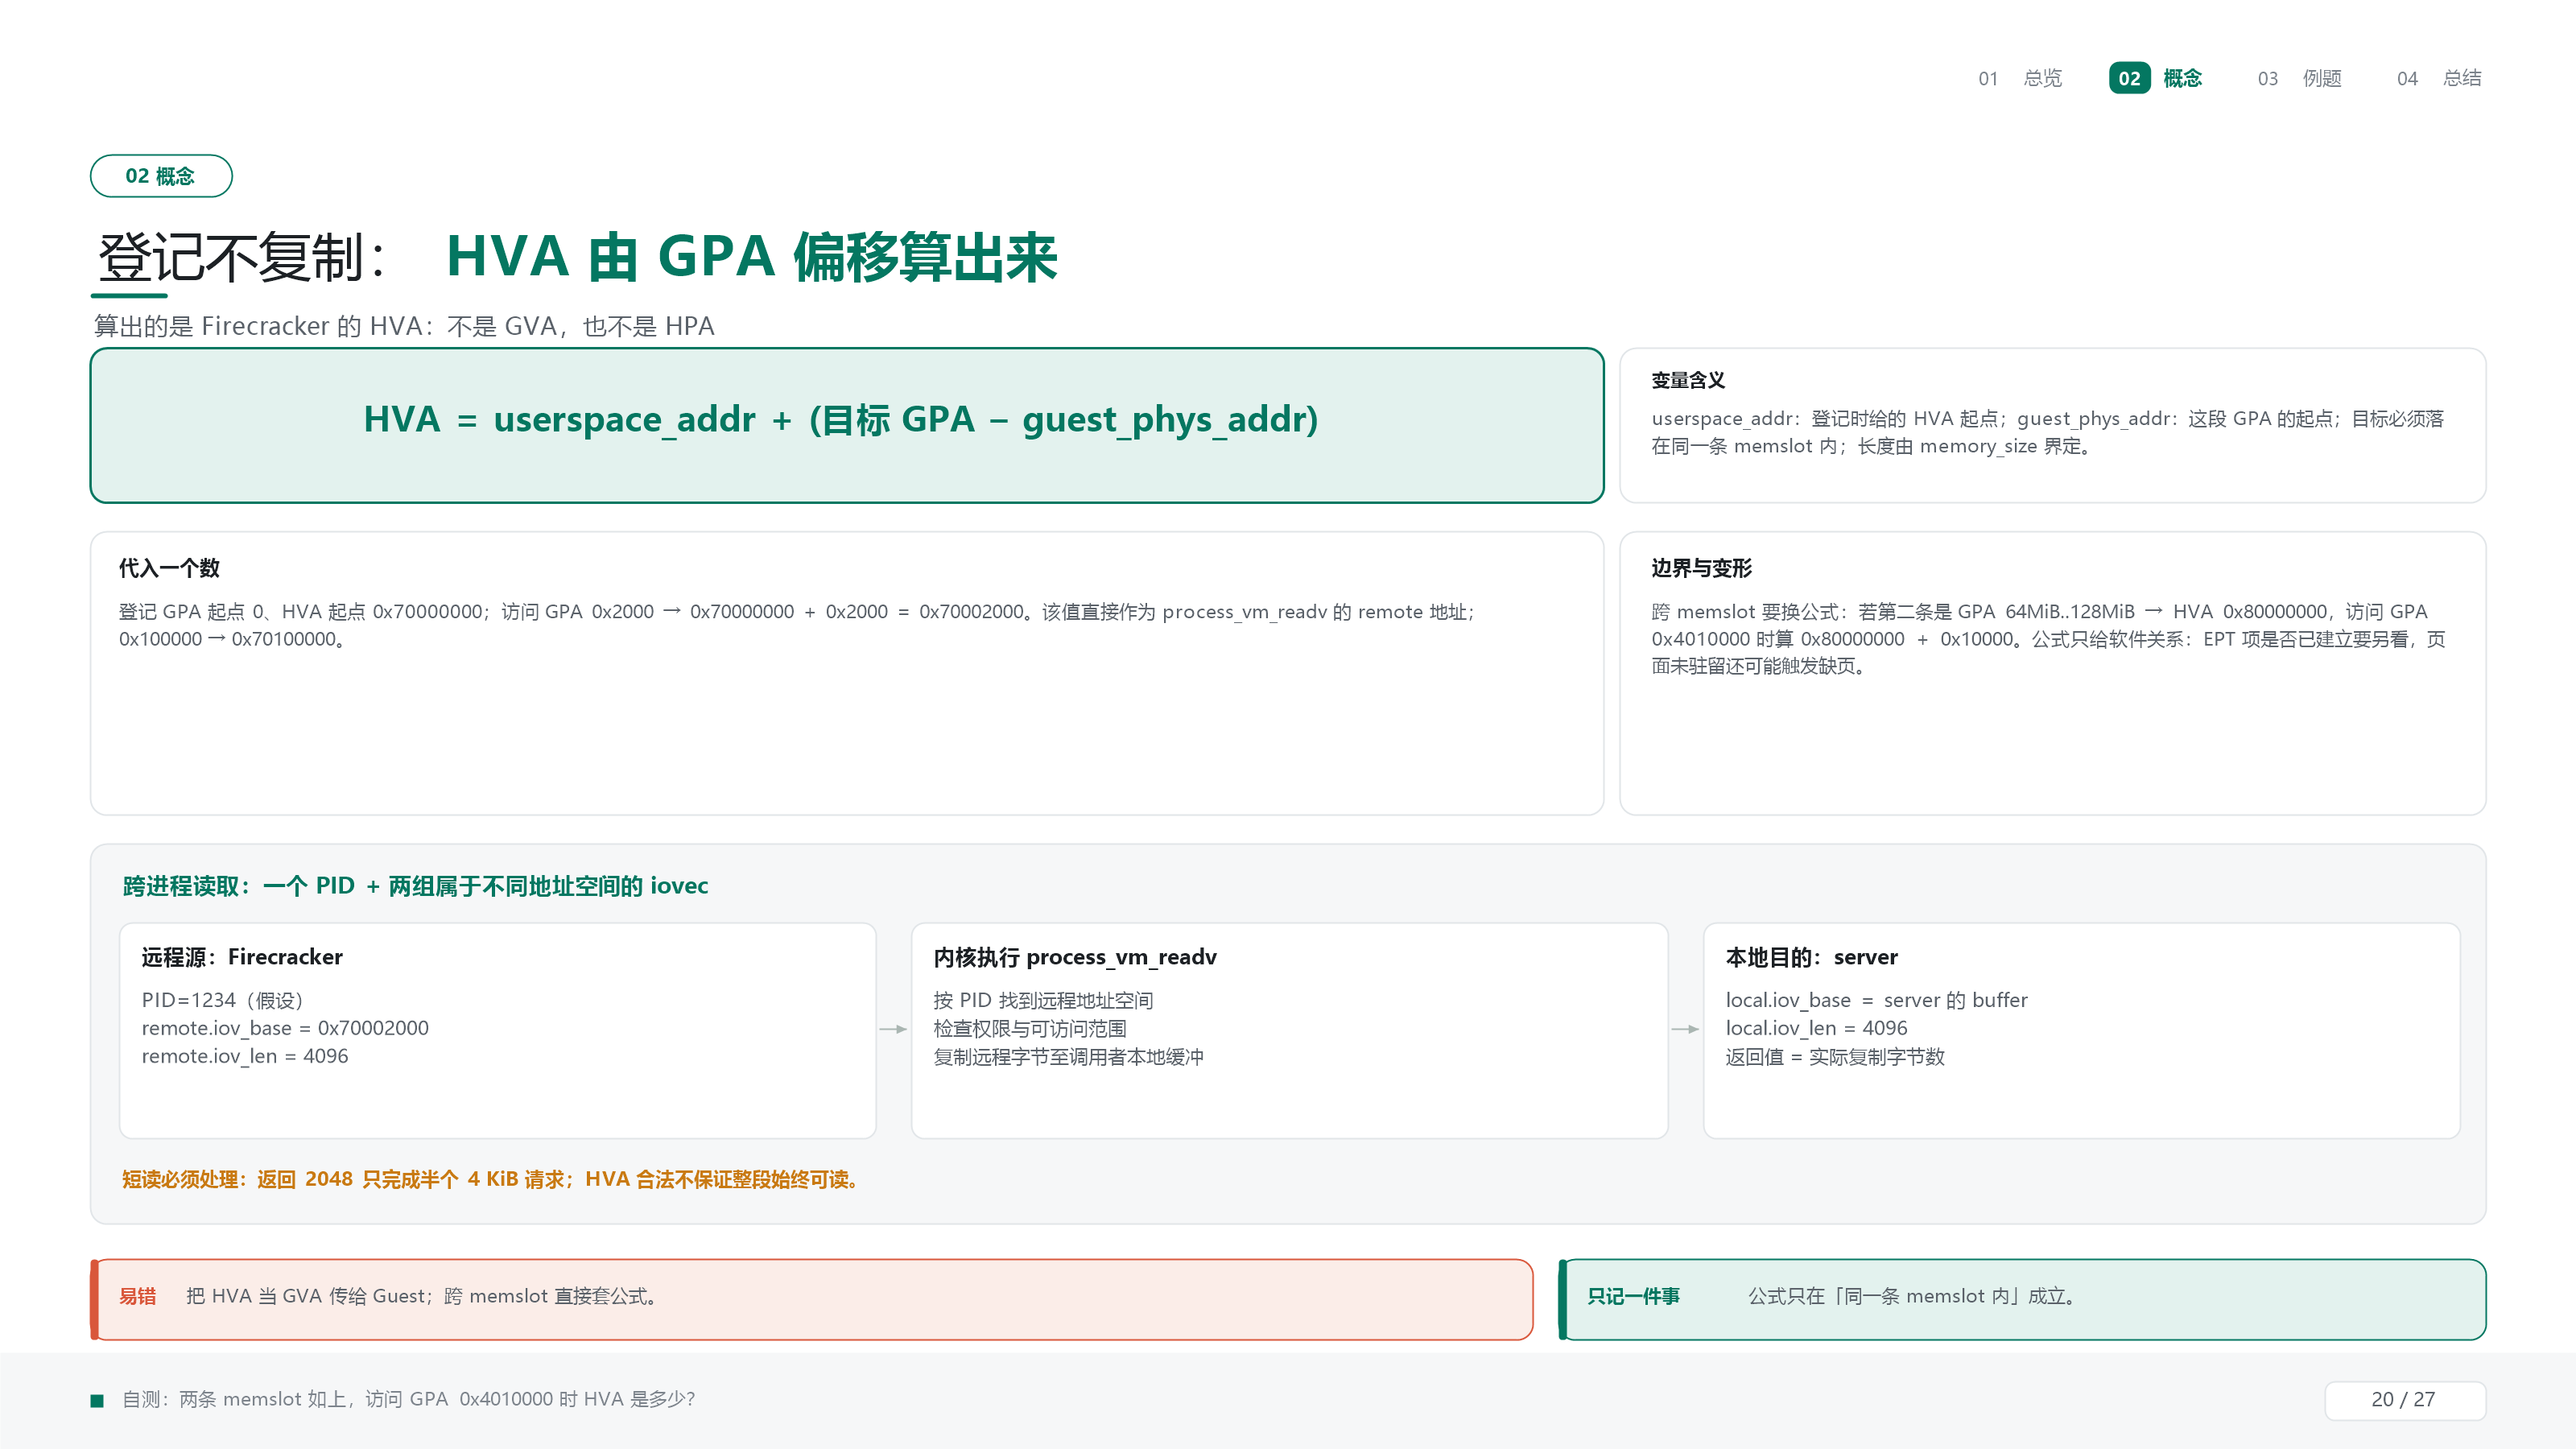 01 总览 02 概念 03 例题 04 总结
02 概念
登记不复制： HVA 由 GPA 偏移算出来
算出的是 Firecracker 的 HVA：不是 GVA，也不是 HPA
HVA = userspace_addr + (目标 GPA − guest_phys_addr)
变量含义
userspace_addr：登记时给的 HVA 起点；guest_phys_addr：这段 GPA 的起点；目标必须落
在同一条 memslot 内；长度由 memory_size 界定。
代入一个数
登记 GPA 起点 0、HVA 起点 0x70000000；访问 GPA 0x2000 → 0x70000000 + 0x2000 = 0x70002000。该值直接作为 process_vm_readv 的 remote 地址；
0x100000 → 0x70100000。
边界与变形
跨 memslot 要换公式：若第二条是 GPA 64MiB..128MiB → HVA 0x80000000，访问 GPA
0x4010000 时算 0x80000000 + 0x10000。公式只给软件关系：EPT 项是否已建立要另看，页
面未驻留还可能触发缺页。
跨进程读取：一个 PID + 两组属于不同地址空间的 iovec
远程源：Firecracker
PID=1234（假设）
remote.iov_base = 0x70002000
remote.iov_len = 4096
内核执行 process_vm_readv
按 PID 找到远程地址空间
检查权限与可访问范围
复制远程字节至调用者本地缓冲
本地目的：server
local.iov_base = server 的 buffer
local.iov_len = 4096
返回值 = 实际复制字节数
短读必须处理：返回 2048 只完成半个 4 KiB 请求；HVA 合法不保证整段始终可读。
易错 把 HVA 当 GVA 传给 Guest；跨 memslot 直接套公式。
只记一件事 公式只在「同一条 memslot 内」成立。
自测：两条 memslot 如上，访问 GPA 0x4010000 时 HVA 是多少？
20 / 27